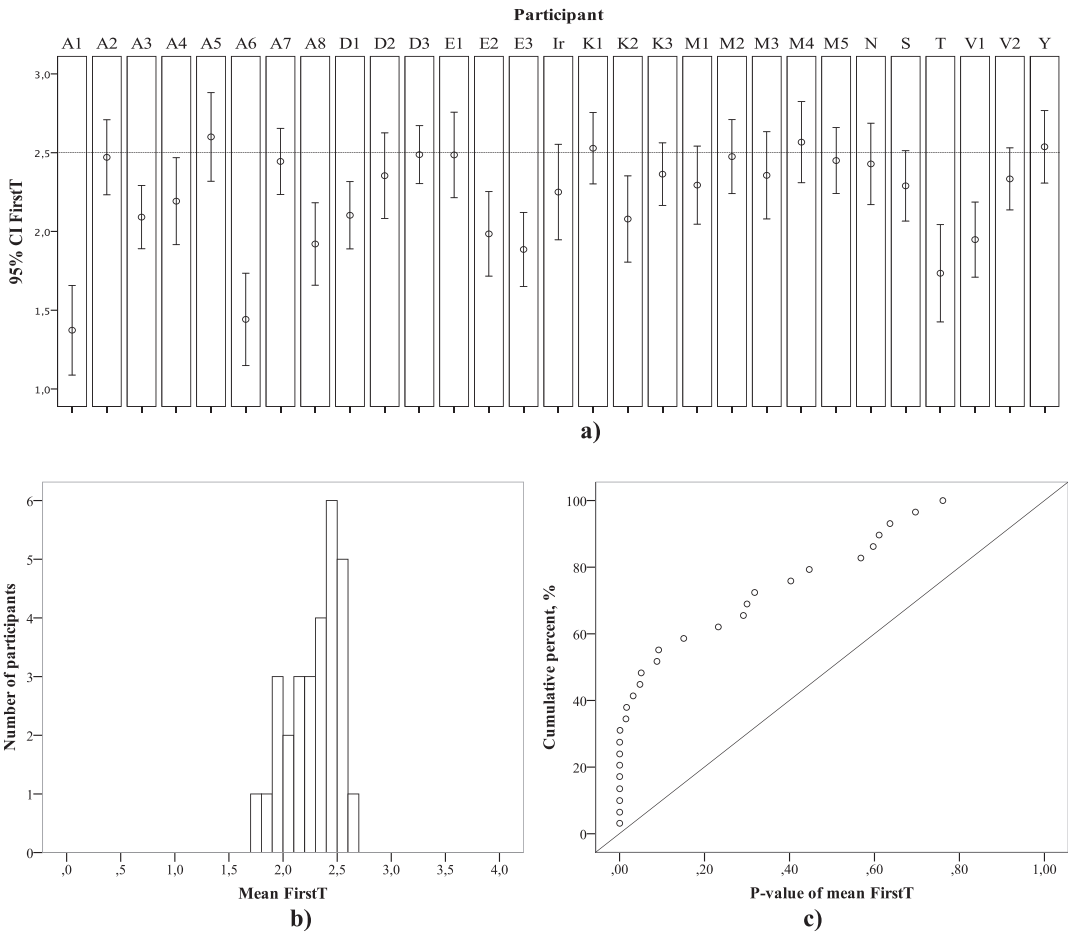 Participant
A1 A2 A3 A4 A5 A6 A7 A8 D1 D2 D3 E1 E2 E3 Ir K1 K2 K3 M1 M2 M3 M4 M5 N S T V1 V2 Y
95% CI FirstT
3,0
2,5
2,0
1,5
1,0
a)
Number of participants
6
5
4
3
2
1
0
,0 ,5 1,0 1,5 2,0 2,5 3,0 3,5 4,0
Mean FirstT
b)
Cumulative percent, %
100
80
60
40
20
0
,00 ,20 ,40 ,60 ,80 1,00
P-value of mean FirstT
c)